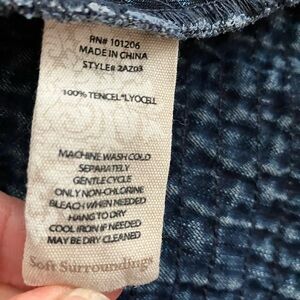 RN# 101206
MADE IN CHINA
STYLE# 2AZ03
100% TENCEL®LYOCELL
MACHINE WASH COLD
SEPARATELY
GENTLE CYCLE
ONLY NON-CHLORINE
BLEACH WHEN NEEDED
HANG TO DRY
COOL IRON IF NEEDED
MAY BE DRY CLEANED
Soft Surroundings